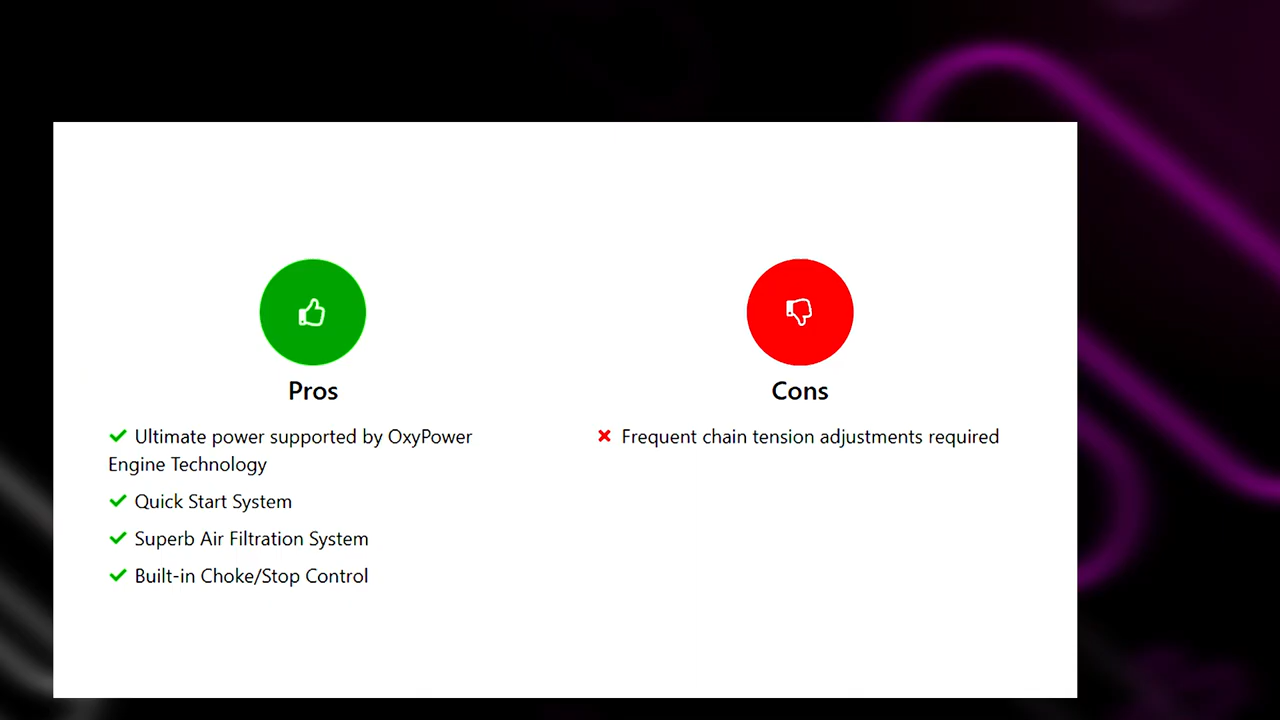 Pros
Ultimate power supported by OxyPower
Engine Technology
Quick Start System
Superb Air Filtration System
Built-in Choke/Stop Control
Cons
Frequent chain tension adjustments required